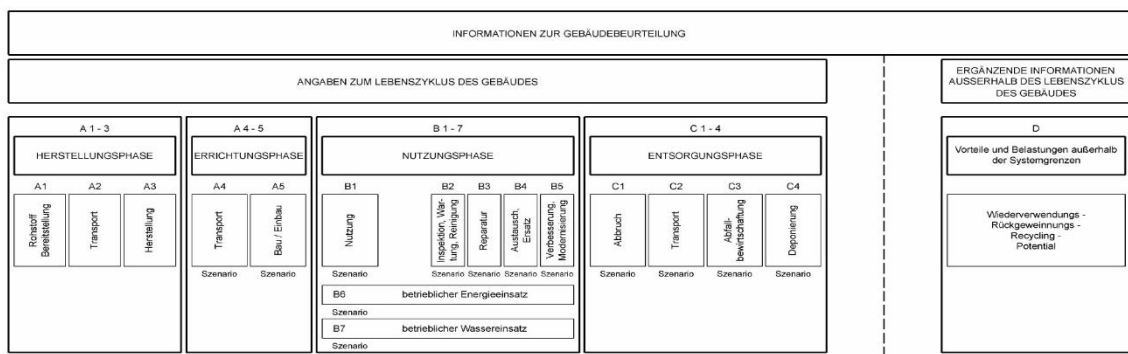 INFORMATIONEN ZUR GEBÄUDEBEURTEILUNG
ANGABEN ZUM LEBENSZYKLUS DES GEBÄUDES
ERGÄNZENDE INFORMATIONEN
AUSSERHALB DES LEBENSZYKLUS
DES GEBÄUDES
A 1 - 3
HERSTELLUNGSPHASE
A1
A2
A3
Rohstoff
Bereitstellung
Transport
Herstellung
A 4 - 5
ERRICHTUNGSPHASE
A4
A5
Transport
Bau / Einbau
Szenario
Szenario
B 1 - 7
NUTZUNGSPHASE
B1
B2
B3
B4
B5
Nutzung
Inspektion, War-
tung, Reinigung
Reparatur
Austausch,
Ersatz
Verbesserung,
Modernisierung
Szenario
Szenario
Szenario
Szenario
Szenario
B6 betrieblicher Energieeinsatz
Szenario
B7 betrieblicher Wassereinsatz
Szenario
C 1 - 4
ENTSORGUNGSPHASE
C1
C2
C3
C4
Abbruch
Transport
Abfall-
bewirtschaftung
Deponierung
Szenario
Szenario
Szenario
Szenario
D
Vorteile und Belastungen außerhalb
der Systemgrenzen
Wiederverwendungs -
Rückgeweinnungs -
Recycling -
Potential